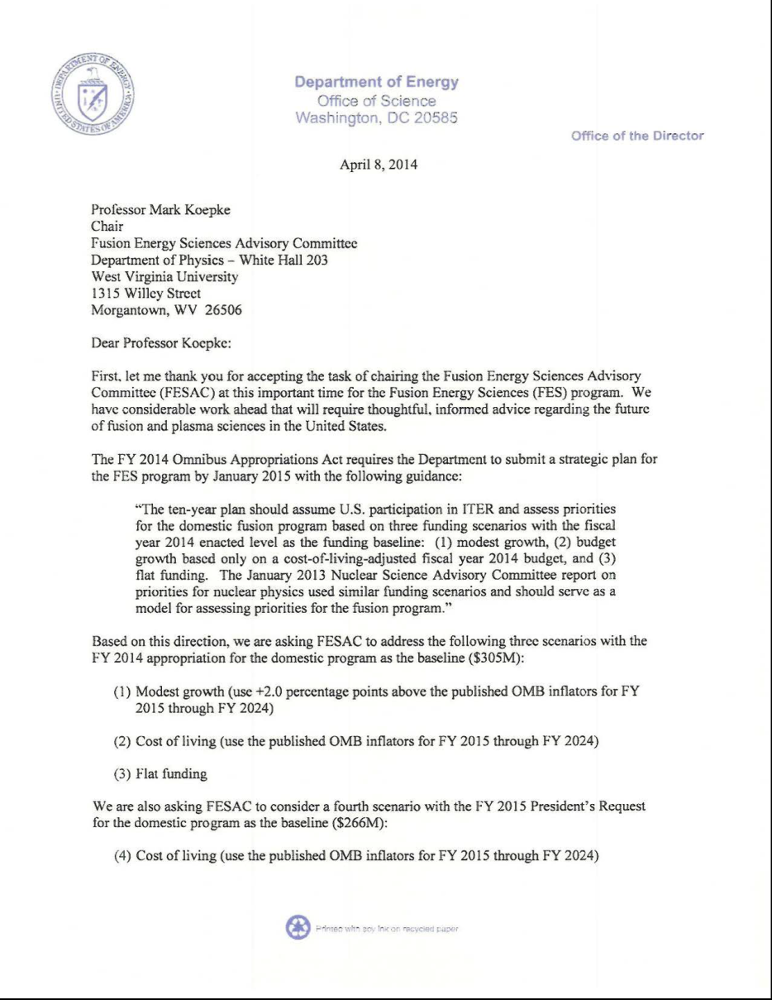 DEPARTMENT OF ENERGY
UNITED STATES OF AMERICA
Department of Energy
Office of Science
Washington, DC 20585
Office of the Director
April 8, 2014
Professor Mark Koepke
Chair
Fusion Energy Sciences Advisory Committee
Department of Physics – White Hall 203
West Virginia University
1315 Willey Street
Morgantown, WV 26506
Dear Professor Koepke:
First, let me thank you for accepting the task of chairing the Fusion Energy Sciences Advisory
Committee (FESAC) at this important time for the Fusion Energy Sciences (FES) program. We
have considerable work ahead that will require thoughtful, informed advice regarding the future
of fusion and plasma sciences in the United States.
The FY 2014 Omnibus Appropriations Act requires the Department to submit a strategic plan for
the FES program by January 2015 with the following guidance:
“The ten-year plan should assume U.S. participation in ITER and assess priorities
for the domestic fusion program based on three funding scenarios with the fiscal
year 2014 enacted level as the funding baseline: (1) modest growth, (2) budget
growth based only on a cost-of-living-adjusted fiscal year 2014 budget, and (3)
flat funding. The January 2013 Nuclear Science Advisory Committee report on
priorities for nuclear physics used similar funding scenarios and should serve as a
model for assessing priorities for the fusion program.”
Based on this direction, we are asking FESAC to address the following three scenarios with the
FY 2014 appropriation for the domestic program as the baseline ($305M):
(1) Modest growth (use +2.0 percentage points above the published OMB inflators for FY
2015 through FY 2024)
(2) Cost of living (use the published OMB inflators for FY 2015 through FY 2024)
(3) Flat funding
We are also asking FESAC to consider a fourth scenario with the FY 2015 President’s Request
for the domestic program as the baseline ($266M):
(4) Cost of living (use the published OMB inflators for FY 2015 through FY 2024)
Printed with soy ink on recycled paper